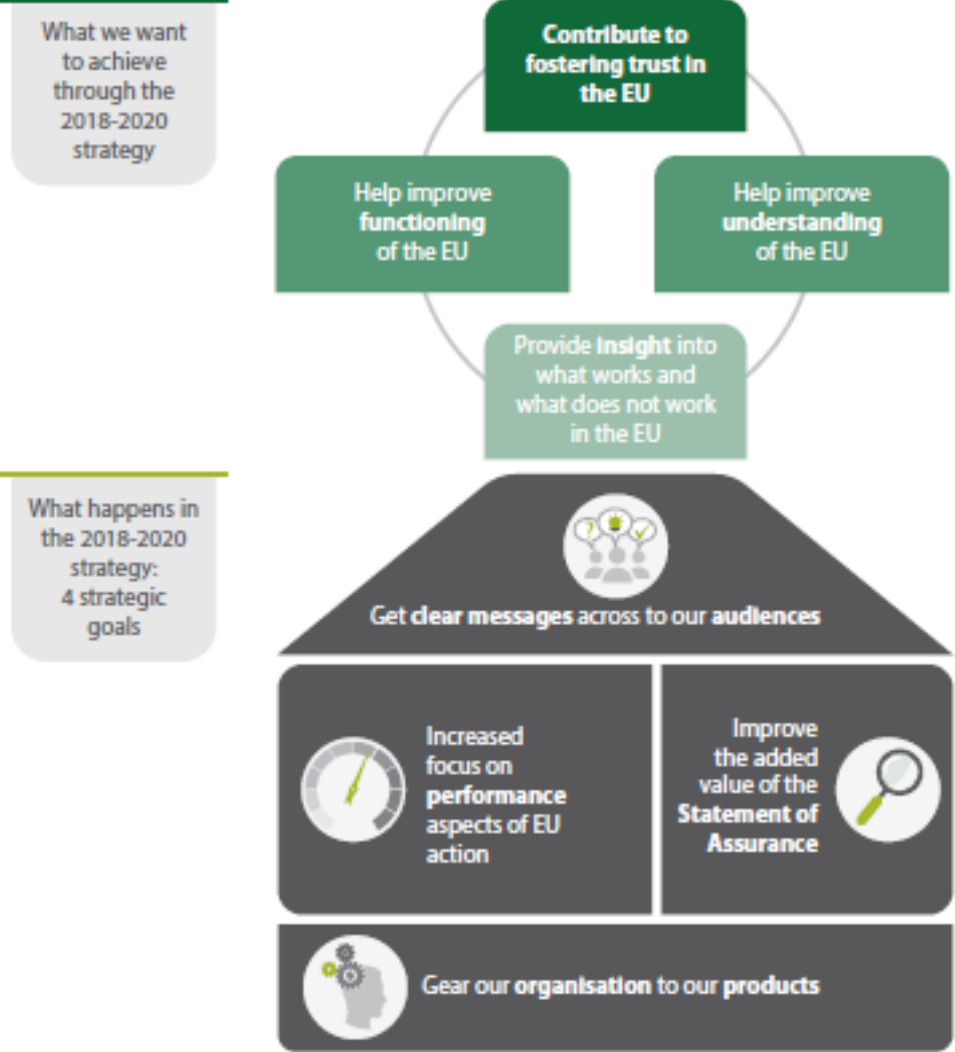 What we want
to achieve
through the
2018-2020
strategy
Contribute to
fostering trust in
the EU
Help improve
functioning
of the EU
Help improve
understanding
of the EU
Provide insight into
what works and
what does not work
in the EU
What happens in
the 2018-2020
strategy:
4 strategic
goals
?
Get clear messages across to our audiences
Increased
focus on
performance
aspects of EU
action
Improve
the added
value of the
Statement of
Assurance
Gear our organisation to our products